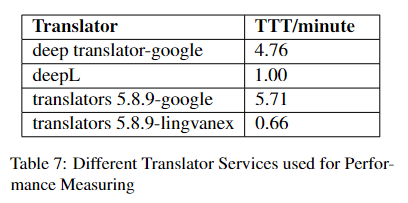 Translator TTT/minute
deep translator-google 4.76
deepL 1.00
translators 5.8.9-google 5.71
translators 5.8.9-lingvanex 0.66
Table 7: Different Translator Services used for Perfor-
mance Measuring